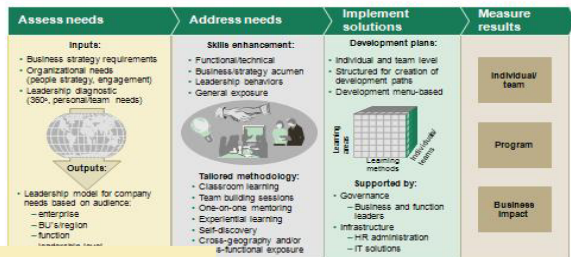 Assess needs
Address needs
Implement
solutions
Measure
results
Inputs:
• Business strategy requirements
• Organizational needs
(people strategy, engagement)
• Leadership diagnostic
(360°, personal/team needs)
Outputs:
• Leadership model for company
needs based on audience:
– enterprise
– BU's/region
– function
Skills enhancement:
• Functional/technical
• Business/strategy acumen
• Leadership behaviors
• General exposure
Tailored methodology:
• Classroom learning
• Team building sessions
• One-on-one mentoring
• Experiential learning
• Self-discovery
• Cross-geography and/or
exposure
Development plans:
• Individual and team level
• Structured for creation of
development paths
• Development menu-based
Learning
areas
Learning
methods
Individual/
teams
Supported by:
• Governance
– Business and function
leaders
• Infrastructure
– HR administration
– IT solutions
Individual/
team
Program
Business
Impact